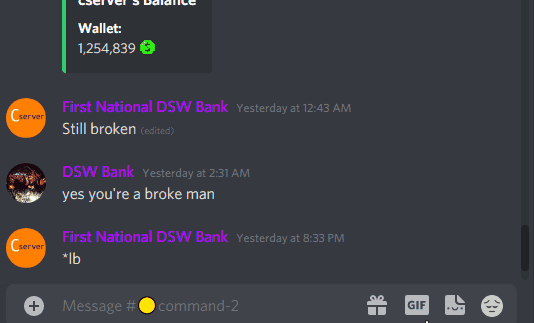 cserver's Balance
Wallet:
1,254,839
First National DSW Bank Yesterday at 12:43 AM
Cserver
Still broken (edited)
DSW Bank Yesterday at 2:31 AM
yes you're a broke man
First National DSW Bank Yesterday at 8:33 PM
Cserver
*lb
Message # command-2
GIF